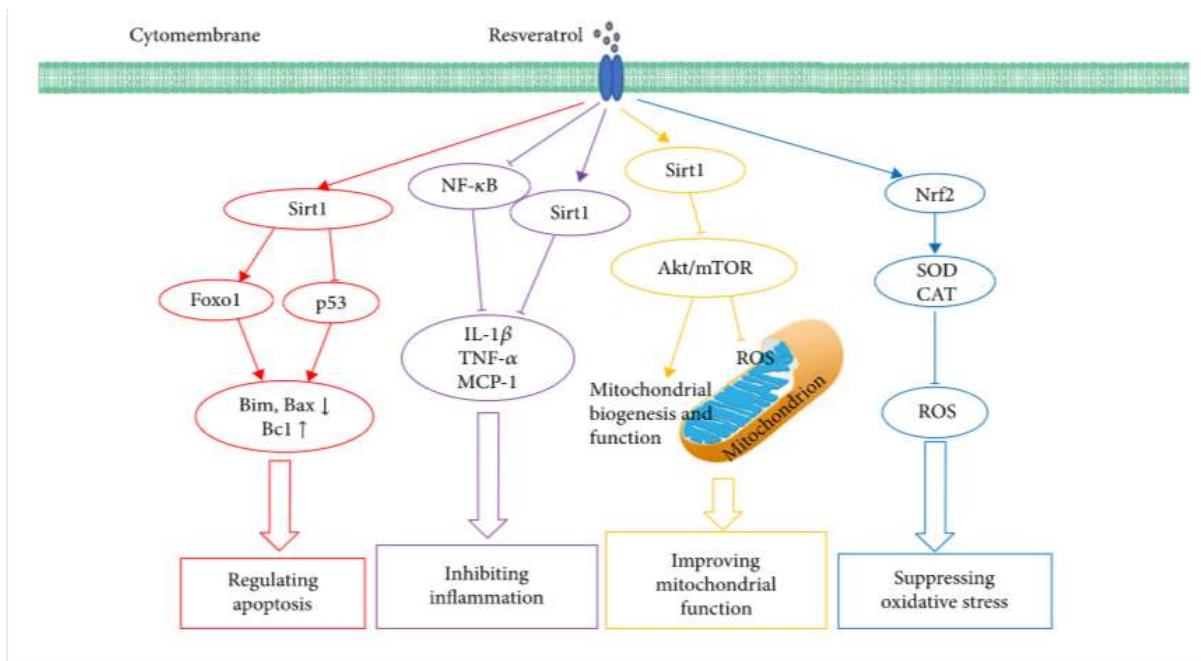 Cytomembrane
Resveratrol
Sirt1
Foxo1
p53
Bim, Bax ↓
Bc1 ↑
Regulating
apoptosis
NF-κB
Sirt1
IL-1β
TNF-α
MCP-1
Inhibiting
inflammation
Sirt1
Akt/mTOR
ROS
Mitochondrial
biogenesis and
function
Mitochondrion
Improving
mitochondrial
function
Nrf2
SOD
CAT
ROS
Suppressing
oxidative stress